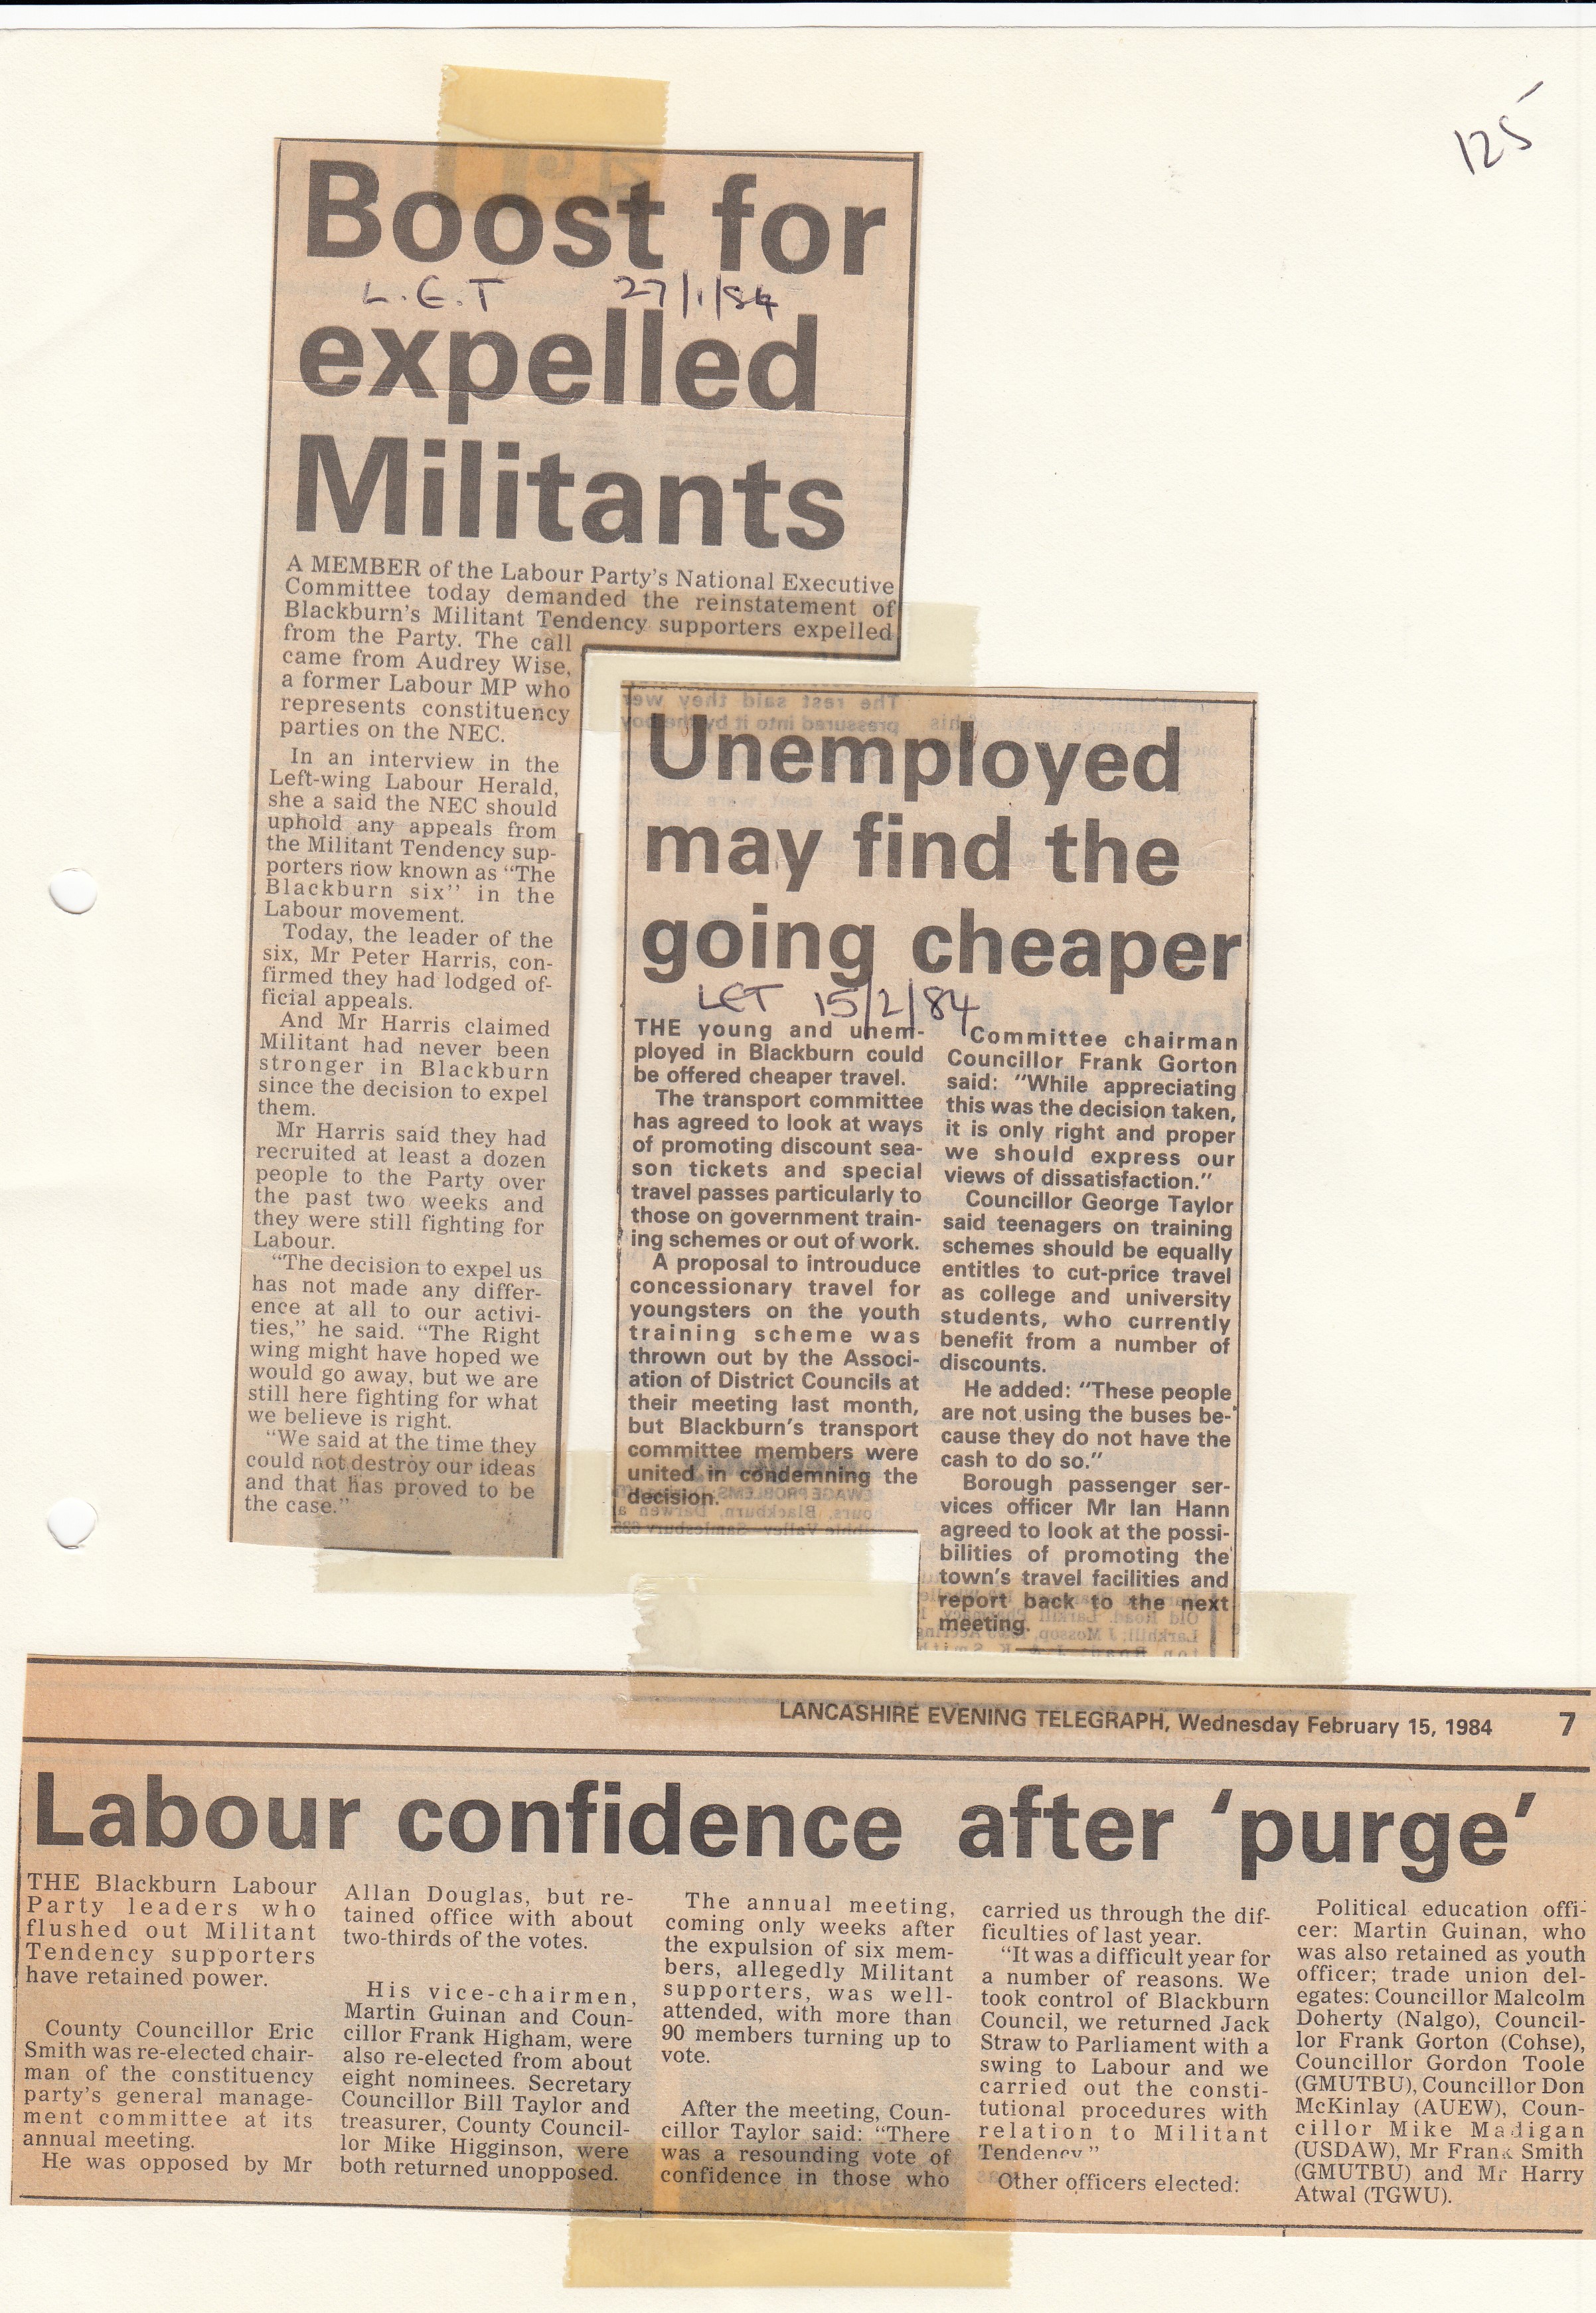 125
Boost for
L.E.T 27/1/84
expelled
Militants
A MEMBER of the Labour Party's National Executive
Committee today demanded the reinstatement of
Blackburn's Militant Tendency supporters expelled
from the Party. The call
came from Audrey Wise,
a former Labour MP who
represents constituency
parties on the NEC.
In an interview in the
Left-wing Labour Herald,
she a said the NEC should
uphold any appeals from
the Militant Tendency sup-
porters now known as "The
Blackburn six" in the
Labour movement.
Today, the leader of the
six, Mr Peter Harris, con-
firmed they had lodged of-
ficial appeals.
And Mr Harris claimed
Militant had never been
stronger in Blackburn
since the decision to expel
them.
Mr Harris said they had
recruited at least a dozen
people to the Party over
the past two weeks and
they were still fighting for
Labour.
"The decision to expel us
has not made any differ-
ence at all to our activi-
ties," he said. "The Right
wing might have hoped we
would go away, but we are
still here fighting for what
we believe is right.
"We said at the time they
could not destroy our ideas
and that has proved to be
the case."
Unemployed
may find the
going cheaper
LET 15/2/84
THE young and unem-
ployed in Blackburn could
be offered cheaper travel.
The transport committee
has agreed to look at ways
of promoting discount sea-
son tickets and special
travel passes particularly to
those on government train-
ing schemes or out of work.
A proposal to introuduce
concessionary travel for
youngsters on the youth
training scheme was
thrown out by the Associ-
ation of District Councils at
their meeting last month,
but Blackburn's transport
committee members were
united in condemning the
decision.
Committee chairman
Councillor Frank Gorton
said: "While appreciating
this was the decision taken,
it is only right and proper
we should express our
views of dissatisfaction."
Councillor George Taylor
said teenagers on training
schemes should be equally
entitles to cut-price travel
as college and university
students, who currently
benefit from a number of
discounts.
He added: "These people
are not using the buses be-
cause they do not have the
cash to do so."
Borough passenger ser-
vices officer Mr Ian Hann
agreed to look at the possi-
bilities of promoting the
town's travel facilities and
report back to the next
meeting.
LANCASHIRE EVENING TELEGRAPH, Wednesday February 15, 1984 7
Labour confidence after 'purge'
THE Blackburn Labour
Party leaders who
flushed out Militant
Tendency supporters
have retained power.
County Councillor Eric
Smith was re-elected chair-
man of the constituency
party's general manage-
ment committee at its
annual meeting.
He was opposed by Mr
Allan Douglas, but re-
tained office with about
two-thirds of the votes.
His vice-chairmen,
Martin Guinan and Coun-
cillor Frank Higham, were
also re-elected from about
eight nominees. Secretary
Councillor Bill Taylor and
treasurer, County Council-
lor Mike Higginson, were
both returned unopposed.
The annual meeting,
coming only weeks after
the expulsion of six mem-
bers, allegedly Militant
supporters, was well-
attended, with more than
90 members turning up to
vote.
After the meeting, Coun-
cillor Taylor said: "There
was a resounding vote of
confidence in those who
carried us through the dif-
ficulties of last year.
"It was a difficult year for
a number of reasons. We
took control of Blackburn
Council, we returned Jack
Straw to Parliament with a
swing to Labour and we
carried out the consti-
tutional procedures with
relation to Militant
Tendency"
Other officers elected:
Political education offi-
cer: Martin Guinan, who
was also retained as youth
officer; trade union del-
egates: Councillor Malcolm
Doherty (Nalgo), Council-
lor Frank Gorton (Cohse),
Councillor Gordon Toole
(GMUTBU), Councillor Don
McKinlay (AUEW), Coun-
cillor Mike Madigan
(USDAW), Mr Frank Smith
(GMUTBU) and Mr Harry
Atwal (TGWU).